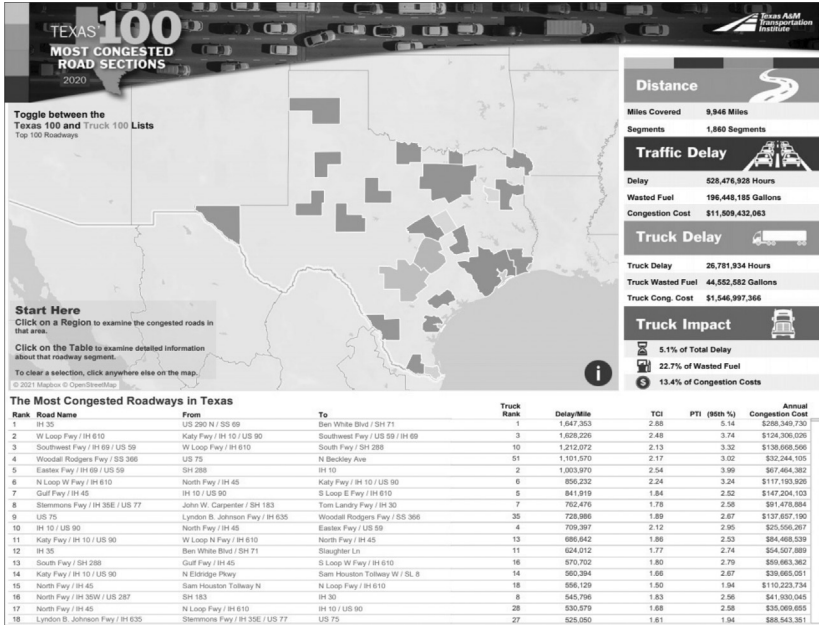 TEXAS 100
MOST CONGESTED
ROAD SECTIONS
2020
Texas A&M
Transportation
Institute
Toggle between the
Texas 100 and Truck 100 Lists
Top 100 Roadways
Start Here
Click on a Region to examine the congested roads in
that area.
Click on the Table to examine detailed information
about that roadway segment.
To clear a selection, click anywhere else on the map.
© 2021 Mapbox © OpenStreetMap
i
Distance
Miles Covered 9,946 Miles
Segments 1,860 Segments
Traffic Delay
Delay 528,476,928 Hours
Wasted Fuel 196,448,185 Gallons
Congestion Cost $11,509,432,063
Truck Delay
Truck Delay 26,781,934 Hours
Truck Wasted Fuel 44,552,582 Gallons
Truck Cong. Cost $1,546,997,366
Truck Impact
5.1% of Total Delay
22.7% of Wasted Fuel
$ 13.4% of Congestion Costs
The Most Congested Roadways in Texas
Rank Road Name From To Truck Rank Delay/Mile TCI PTI (95th %) Annual Congestion Cost
1 IH 35 US 290 N / SS 69 Ben White Blvd / SH 71 1 1,647,353 2.88 5.14 $288,349,730
2 W Loop Fwy / IH 610 Katy Fwy / IH 10 / US 90 Southwest Fwy / US 59 / IH 69 3 1,628,226 2.48 3.74 $124,306,026
3 Southwest Fwy / IH 69 / US 59 W Loop Fwy / IH 610 South Fwy / SH 288 10 1,212,072 2.13 3.32 $138,668,566
4 Woodall Rodgers Fwy / SS 366 US 75 N Beckley Ave 51 1,101,570 2.17 3.02 $32,244,105
5 Eastex Fwy / IH 69 / US 59 SH 288 IH 10 2 1,003,970 2.54 3.99 $67,464,382
6 N Loop W Fwy / IH 610 North Fwy / IH 45 Katy Fwy / IH 10 / US 90 6 856,232 2.24 3.24 $117,193,926
7 Gulf Fwy / IH 45 IH 10 / US 90 S Loop E Fwy / IH 610 5 841,919 1.84 2.52 $147,204,103
8 Stemmons Fwy / IH 35E / US 77 John W. Carpenter / SH 183 Tom Landry Fwy / IH 30 7 762,476 1.78 2.58 $91,478,884
9 US 75 Lyndon B. Johnson Fwy / IH 635 Woodall Rodgers Fwy / SS 366 35 728,986 1.89 2.67 $137,657,190
10 IH 10 / US 90 North Fwy / IH 45 Eastex Fwy / US 59 4 709,397 2.12 2.95 $25,556,267
11 Katy Fwy / IH 10 / US 90 W Loop N Fwy / IH 610 North Fwy / IH 45 13 686,642 1.86 2.53 $84,468,539
12 IH 35 Ben White Blvd / SH 71 Slaughter Ln 11 624,012 1.77 2.74 $54,507,889
13 South Fwy / SH 288 Gulf Fwy / IH 45 S Loop W Fwy / IH 610 16 570,702 1.80 2.79 $59,663,362
14 Katy Fwy / IH 10 / US 90 N Eldridge Pkwy Sam Houston Tollway W / SL 8 14 560,394 1.66 2.67 $39,665,051
15 North Fwy / IH 45 Sam Houston Tollway N N Loop Fwy / IH 610 18 556,129 1.50 1.94 $110,223,734
16 North Fwy / IH 35W / US 287 SH 183 IH 30 8 545,796 1.83 2.56 $41,930,045
17 North Fwy / IH 45 N Loop Fwy / IH 610 IH 10 / US 90 28 530,579 1.68 2.58 $35,069,655
18 Lyndon B. Johnson Fwy / IH 635 Stemmons Fwy / IH 35E / US 77 US 75 27 525,050 1.61 1.94 $88,543,351